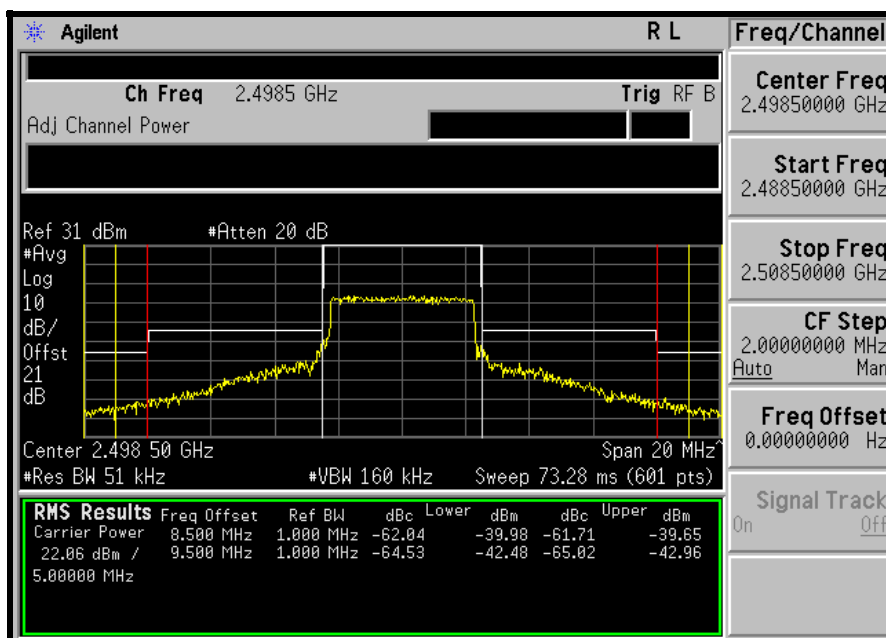 Agilent R L
Ch Freq 2.4985 GHz Trig RF B
Adj Channel Power
Ref 31 dBm #Atten 20 dB
#Avg
Log
10
dB/
Offst
21
dB
Center 2.498 50 GHz Span 20 MHz^
#Res BW 51 kHz #VBW 160 kHz Sweep 73.28 ms (601 pts)
RMS Results Freq Offset Ref BW dBc Lower dBm dBc Upper dBm
Carrier Power 8.500 MHz 1.000 MHz -62.04 -39.98 -61.71 -39.65
22.06 dBm / 9.500 MHz 1.000 MHz -64.53 -42.48 -65.02 -42.96
5.00000 MHz
Freq/Channel
Center Freq
2.49850000 GHz
Start Freq
2.48850000 GHz
Stop Freq
2.50850000 GHz
CF Step
2.00000000 MHz
Auto Man
Freq Offset
0.00000000 Hz
Signal Track
On Off